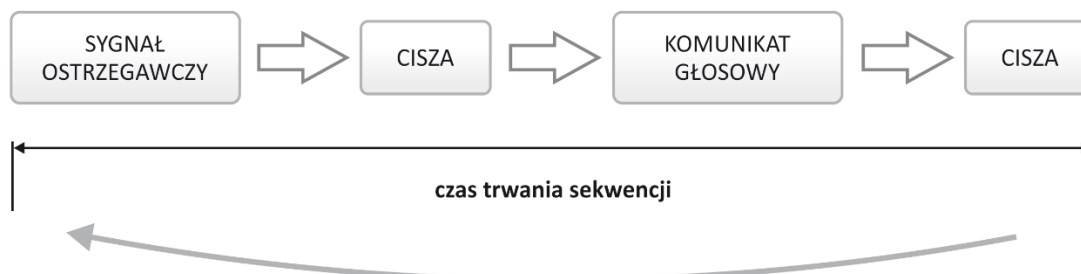 SYGNAŁ
OSTRZEGAWCZY
CISZA
KOMUNIKAT
GŁOSOWY
CISZA
czas trwania sekwencji